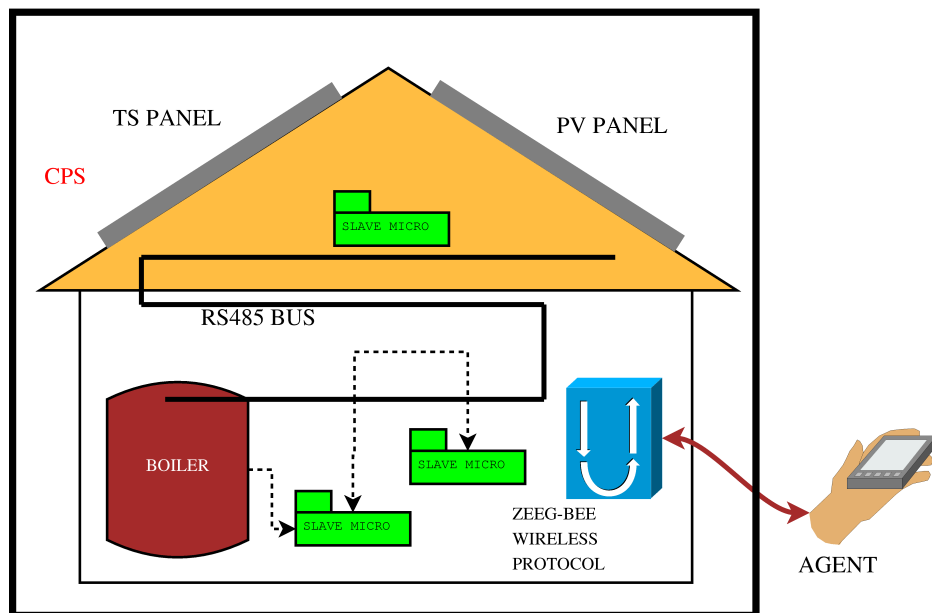 TS PANEL
PV PANEL
CPS
SLAVE MICRO
RS485 BUS
BOILER
SLAVE MICRO
SLAVE MICRO
ZEEG-BEE
WIRELESS
PROTOCOL
AGENT